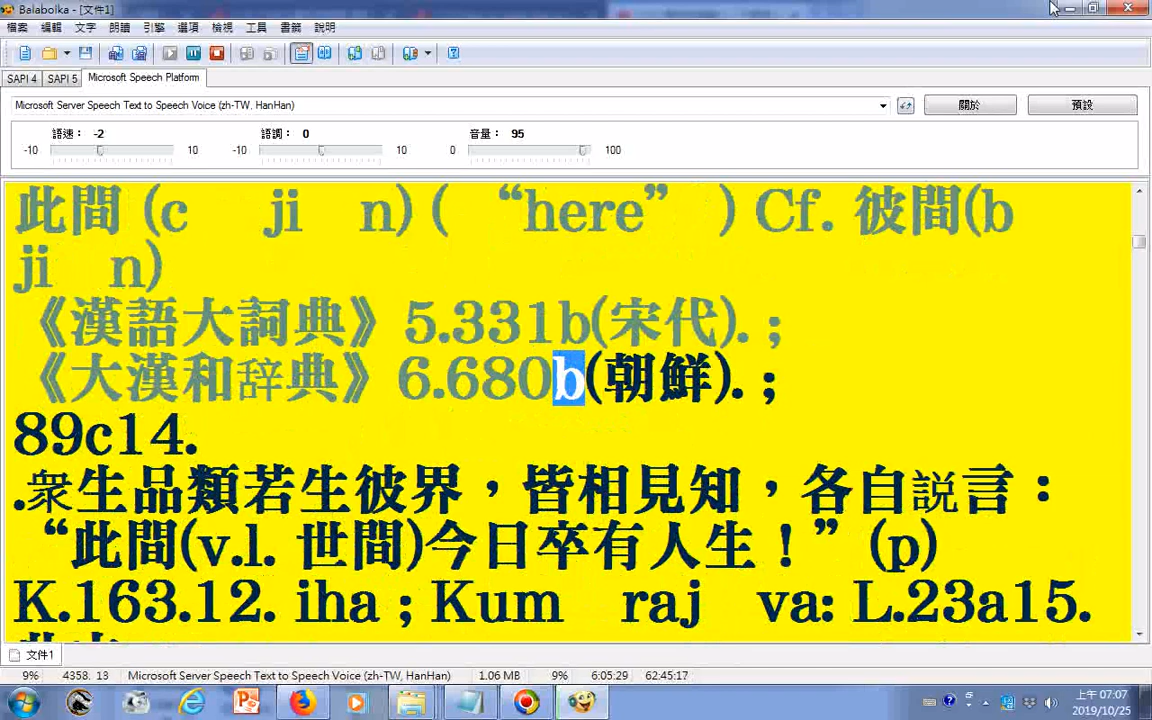 Balabolka - [文件1]
檔案 編輯 文字 朗讀 引擎 選項 檢視 工具 書籤 說明
SAPI 4 SAPI 5 Microsoft Speech Platform
Microsoft Server Speech Text to Speech Voice (zh-TW, HanHan) 關於 預設
語速： -2 語調： 0 音量： 95
-10 10 -10 10 0 100
此間 (c ji n) ( “here” ) Cf. 彼間(b
ji n)
《漢語大詞典》 5.331b(宋代). ;
《大漢和辞典》 6.680b(朝鮮). ;
89c14.
.衆生品類若生彼界，皆相見知，各自説言：
“此間(v.l. 世間)今日卒有人生！” (p)
K.163.12. iha ; Kum raj va: L.23a15.
文件1
9% 4358. 13 Microsoft Server Speech Text to Speech Voice (zh-TW, HanHan) 1.06 MB 9% 6:05:29 62:45:17
上午 07:07
2019/10/25